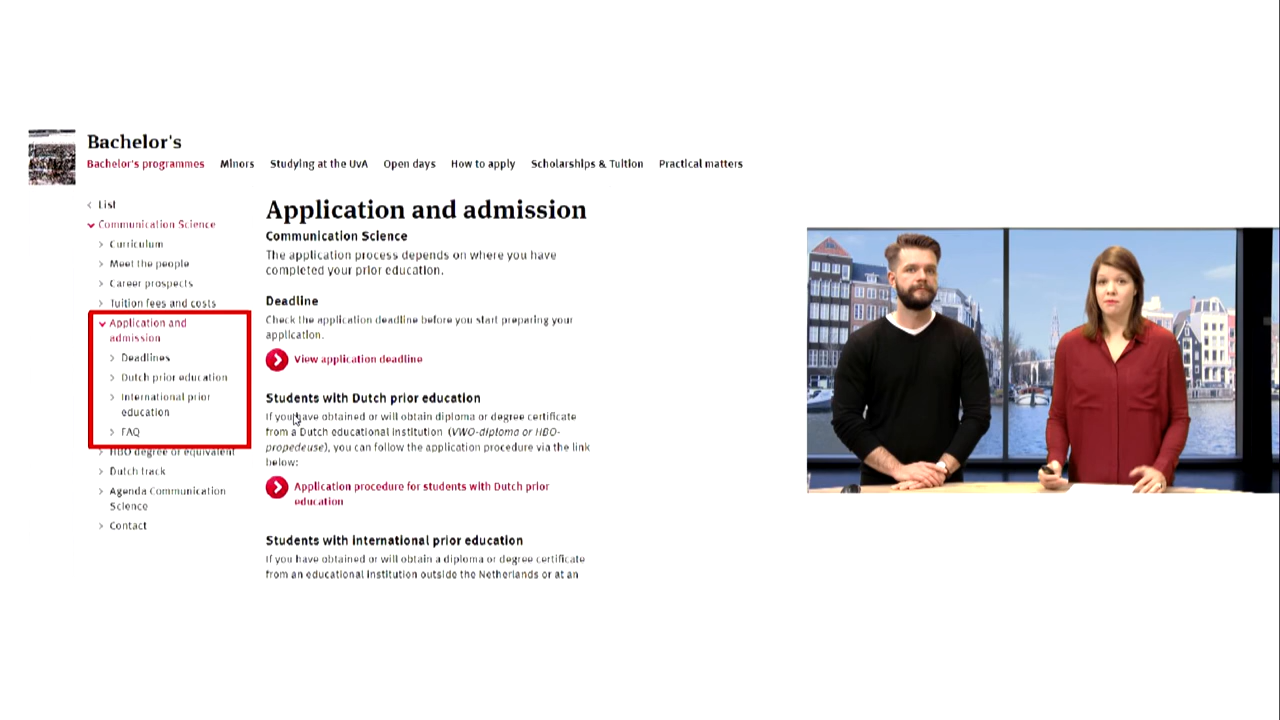 Bachelor's
Bachelor's programmes Minors Studying at the UvA Open days How to apply Scholarships & Tuition Practical matters
List
Communication Science
Curriculum
Meet the people
Career prospects
Tuition fees and costs
Application and
admission
Deadlines
Dutch prior education
International prior
education
FAQ
HBO degree or equivalent
Dutch track
Agenda Communication
Science
Contact
Application and admission
Communication Science
The application process depends on where you have
completed your prior education.
Deadline
Check the application deadline before you start preparing your
application.
View application deadline
Students with Dutch prior education
If you have obtained or will obtain diploma or degree certificate
from a Dutch educational institution (VWO-diploma or HBO-
propedeuse), you can follow the application procedure via the link
below:
Application procedure for students with Dutch prior
education
Students with international prior education
If you have obtained or will obtain a diploma or degree certificate
from an educational institution outside the Netherlands or at an